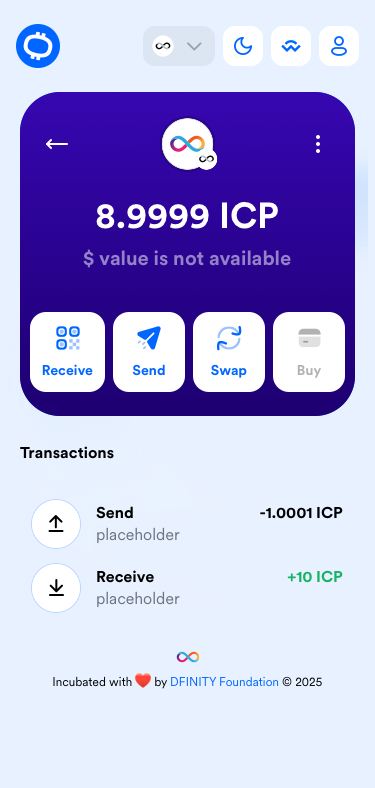 8.9999 ICP
$ value is not available
Receive Send Swap Buy
Transactions
Send -1.0001 ICP
placeholder
Receive +10 ICP
placeholder
Incubated with ❤️ by DFINITY Foundation © 2025